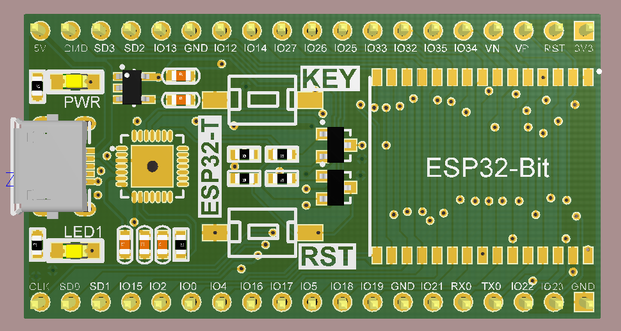 5V CMD SD3 SD2 IO13 GND IO12 IO14 IO27 IO26 IO25 IO33 IO32 IO35 IO34 VN VP RST 3V3
KEY
PWR
ESP32-T
ESP32-Bit
LED1
RST
CLK SD0 SD1 IO15 IO2 IO0 IO4 IO16 IO17 IO5 IO18 IO19 GND IO21 RX0 TX0 IO22 IO23 GND
Z